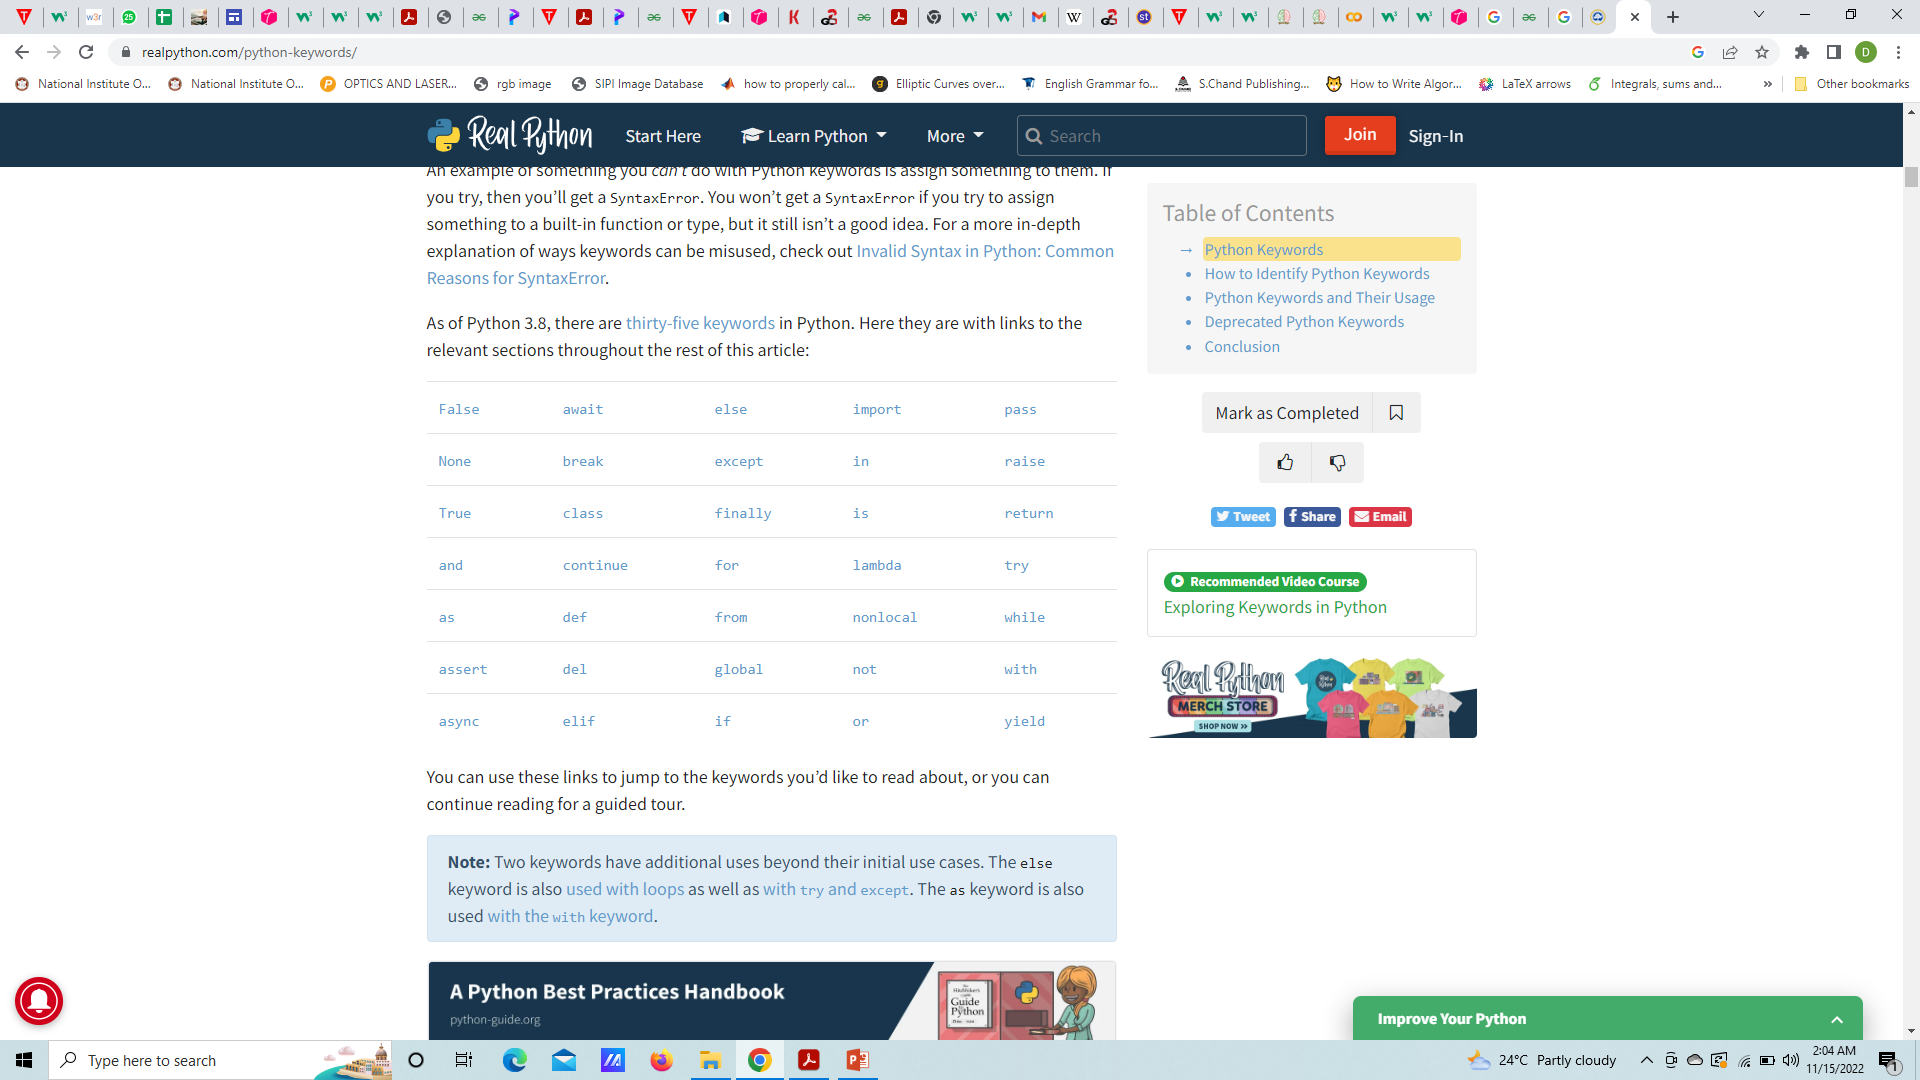 realpython.com/python-keywords/
D
National Institute O...
National Institute O...
OPTICS AND LASER...
rgb image
SIPI Image Database
how to properly cal...
Elliptic Curves over...
English Grammar fo...
S.Chand Publishing...
How to Write Algor...
LaTeX arrows
Integrals, sums and...
»
Other bookmarks
Real Python
Start Here
Learn Python
More
Search
Join
Sign-In
An example of something you can't do with Python keywords is assign something to them. If
you try, then you'll get a SyntaxError. You won't get a SyntaxError if you try to assign
something to a built-in function or type, but it still isn't a good idea. For a more in-depth
explanation of ways keywords can be misused, check out Invalid Syntax in Python: Common
Reasons for SyntaxError.
As of Python 3.8, there are thirty-five keywords in Python. Here they are with links to the
relevant sections throughout the rest of this article:
False await else import pass
None break except in raise
True class finally is return
and continue for lambda try
as def from nonlocal while
assert del global not with
async elif if or yield
You can use these links to jump to the keywords you'd like to read about, or you can
continue reading for a guided tour.
Note: Two keywords have additional uses beyond their initial use cases. The else
keyword is also used with loops as well as with try and except. The as keyword is also
used with the with keyword.
A Python Best Practices Handbook
python-guide.org
Guide
Python
Table of Contents
→ Python Keywords
• How to Identify Python Keywords
• Python Keywords and Their Usage
• Deprecated Python Keywords
• Conclusion
Mark as Completed
Tweet
Share
Email
Recommended Video Course
Exploring Keywords in Python
Real Python
MERCH STORE
SHOP NOW »
Improve Your Python
Type here to search
24°C Partly cloudy
2:04 AM
11/15/2022
1